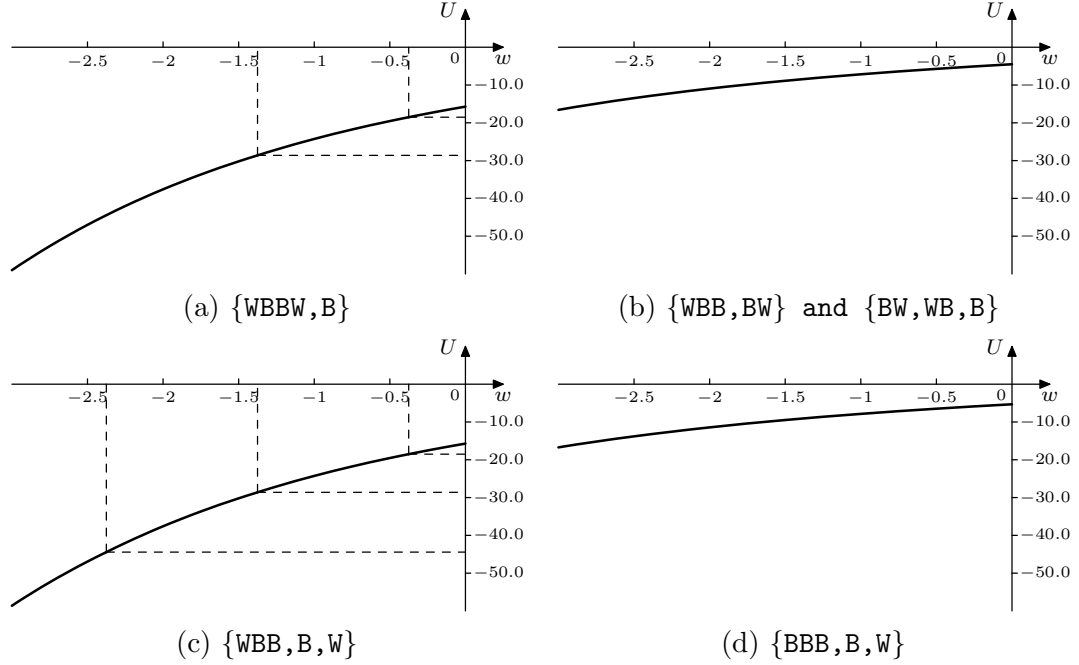 U
−2.5 −2 −1.5 −1 −0.5 0 w
−10.0
−20.0
−30.0
−40.0
−50.0
(a) {WBBW,B}
U
−2.5 −2 −1.5 −1 −0.5 0 w
−10.0
−20.0
−30.0
−40.0
−50.0
(b) {WBB,BW} and {BW,WB,B}
U
−2.5 −2 −1.5 −1 −0.5 0 w
−10.0
−20.0
−30.0
−40.0
−50.0
(c) {WBB,B,W}
U
−2.5 −2 −1.5 −1 −0.5 0 w
−10.0
−20.0
−30.0
−40.0
−50.0
(d) {BBB,B,W}